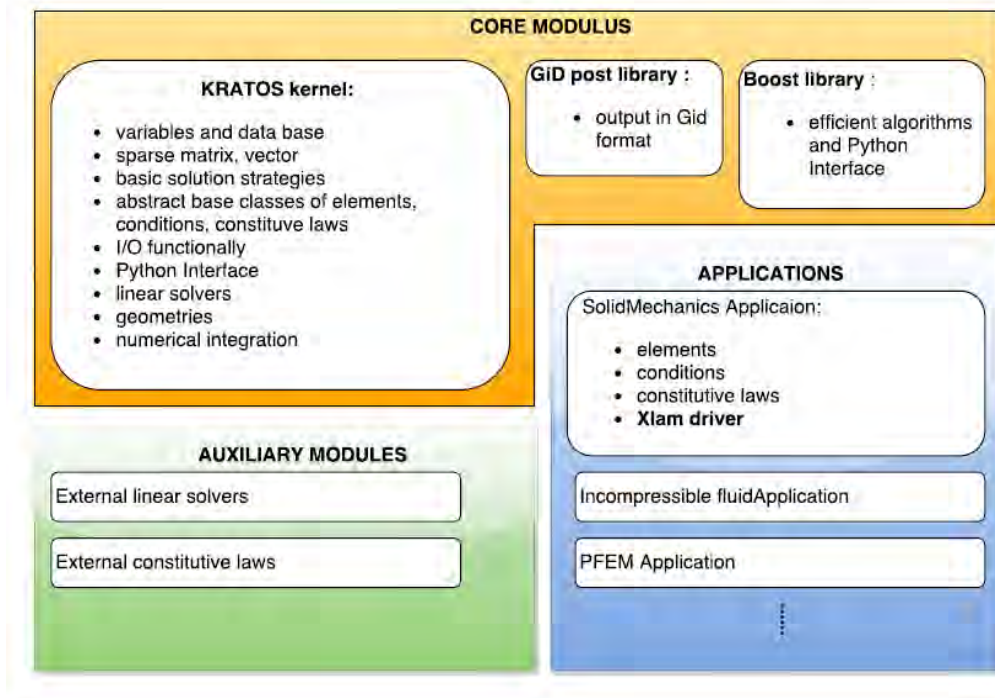 CORE MODULUS
KRATOS kernel:
• variables and data base
• sparse matrix, vector
• basic solution strategies
• abstract base classes of elements,
conditions, constituve laws
• I/O functionally
• Python Interface
• linear solvers
• geometries
• numerical integration
GiD post library :
• output in Gid
format
Boost library :
• efficient algorithms
and Python
Interface
APPLICATIONS
SolidMechanics Applicaion:
• elements
• conditions
• constitutive laws
• Xlam driver
Incompressible fluidApplication
PFEM Application
AUXILIARY MODULES
External linear solvers
External constitutive laws